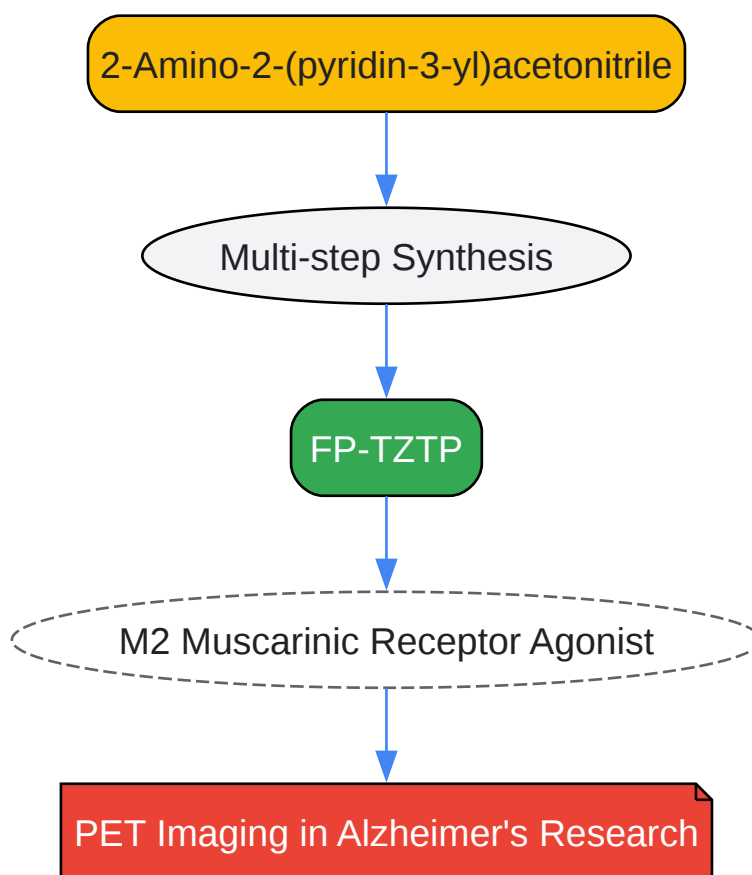 2-Amino-2-(pyridin-3-yl)acetonitrile
Multi-step Synthesis
FP-TZTP
M2 Muscarinic Receptor Agonist
PET Imaging in Alzheimer's Research